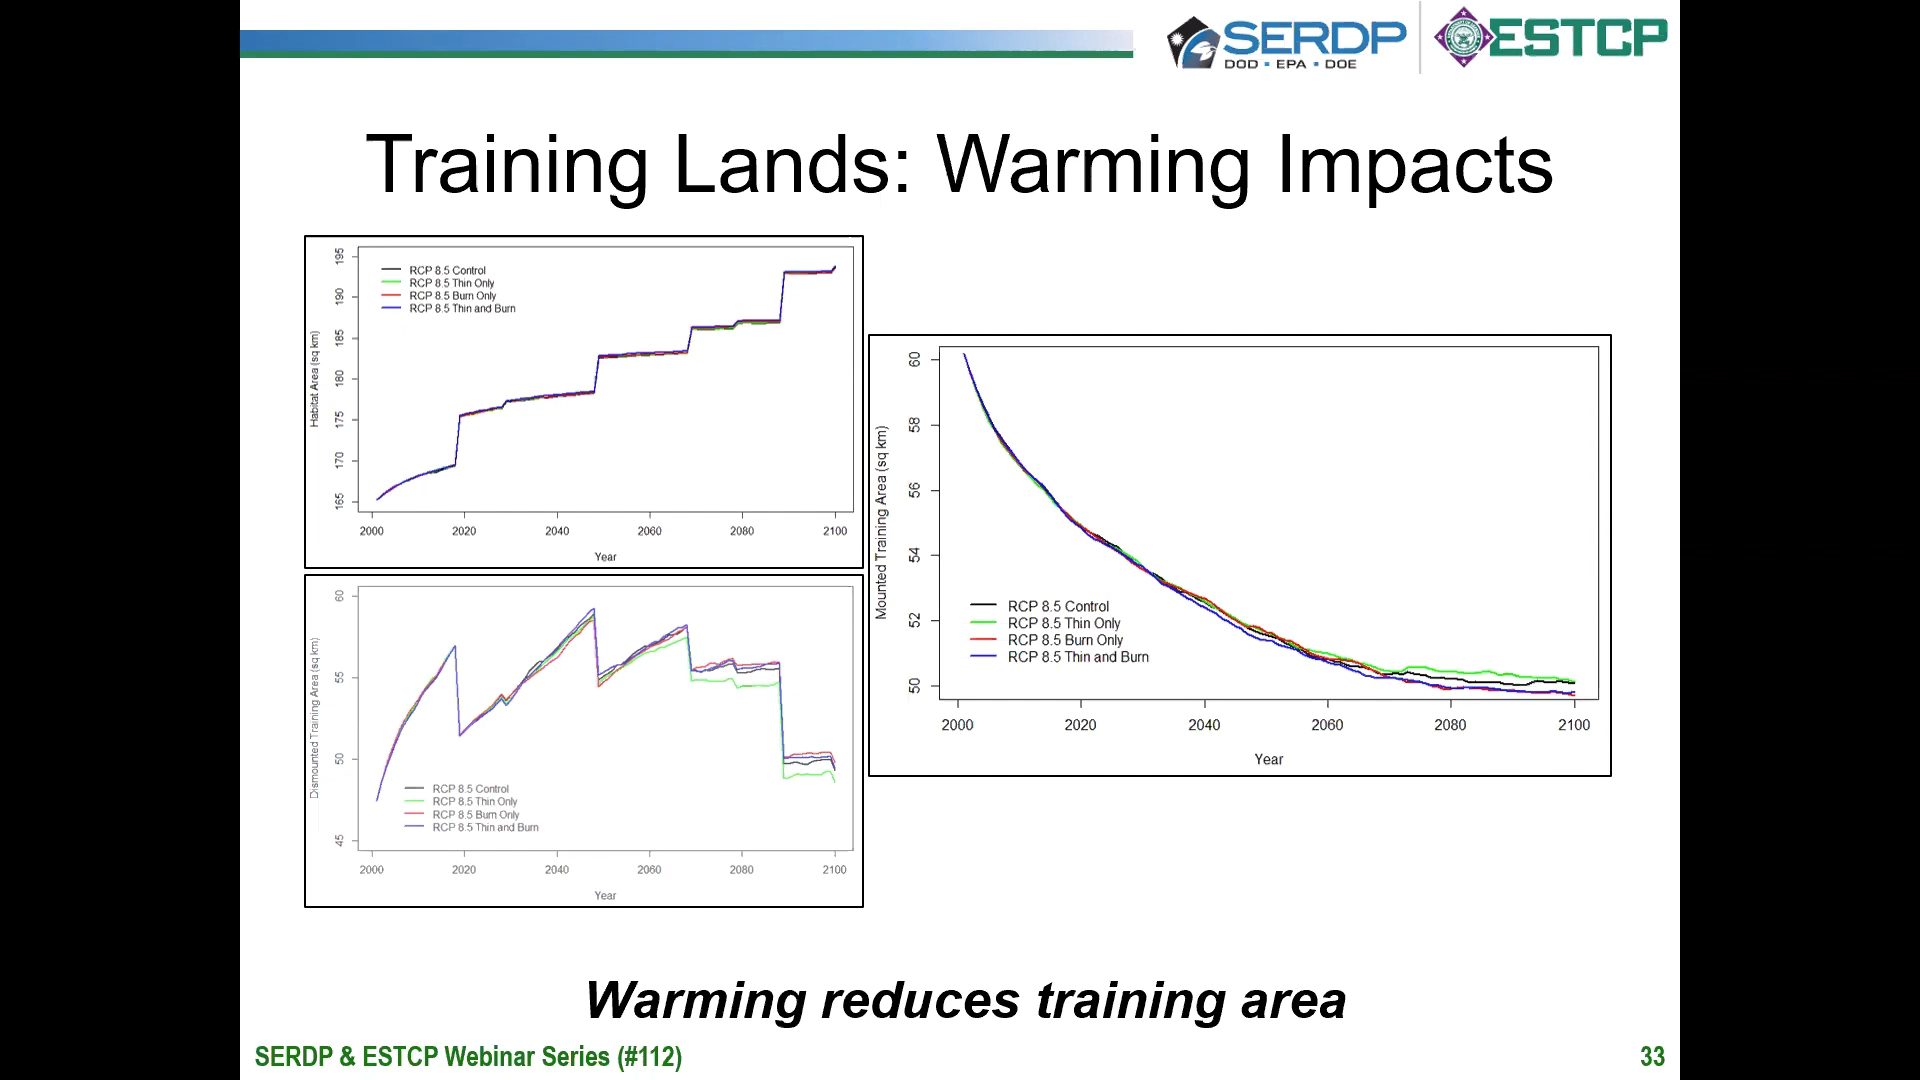 SERDP
DOD ▪ EPA ▪ DOE
ESTCP
Training Lands: Warming Impacts
RCP 8.5 Control
RCP 8.5 Thin Only
RCP 8.5 Burn Only
RCP 8.5 Thin and Burn
Habitat Area (sq km)
195
190
185
180
175
170
165
2000 2020 2040 2060 2080 2100
Year
Dismounted Training Area (sq km)
60
55
50
45
RCP 8.5 Control
RCP 8.5 Thin Only
RCP 8.5 Burn Only
RCP 8.5 Thin and Burn
2000 2020 2040 2060 2080 2100
Year
Mounted Training Area (sq km)
60
58
56
54
52
50
RCP 8.5 Control
RCP 8.5 Thin Only
RCP 8.5 Burn Only
RCP 8.5 Thin and Burn
2000 2020 2040 2060 2080 2100
Year
Warming reduces training area
SERDP & ESTCP Webinar Series (#112)
33